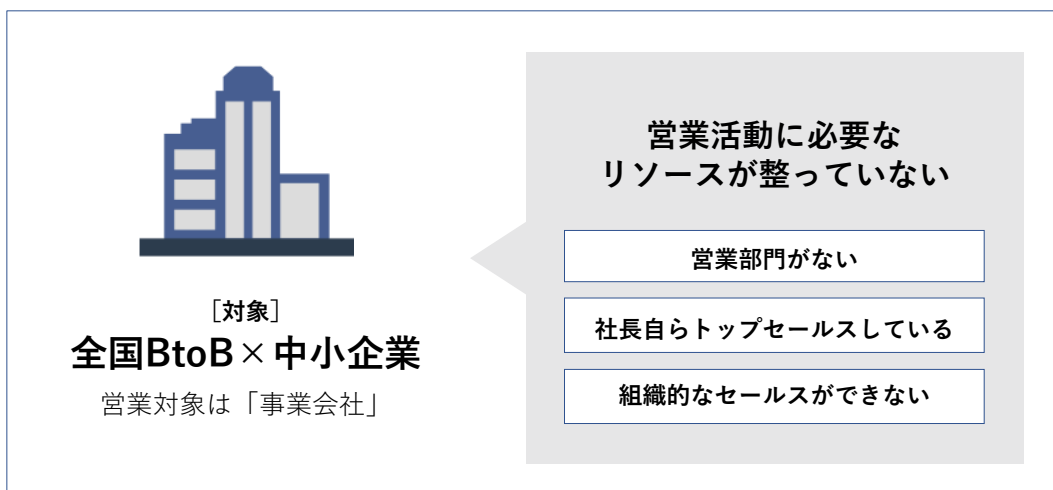 ［対象］
全国BtoB×中小企業
営業対象は「事業会社」
営業活動に必要な
リソースが整っていない
営業部門がない
社長自らトップセールスしている
組織的なセールスができない